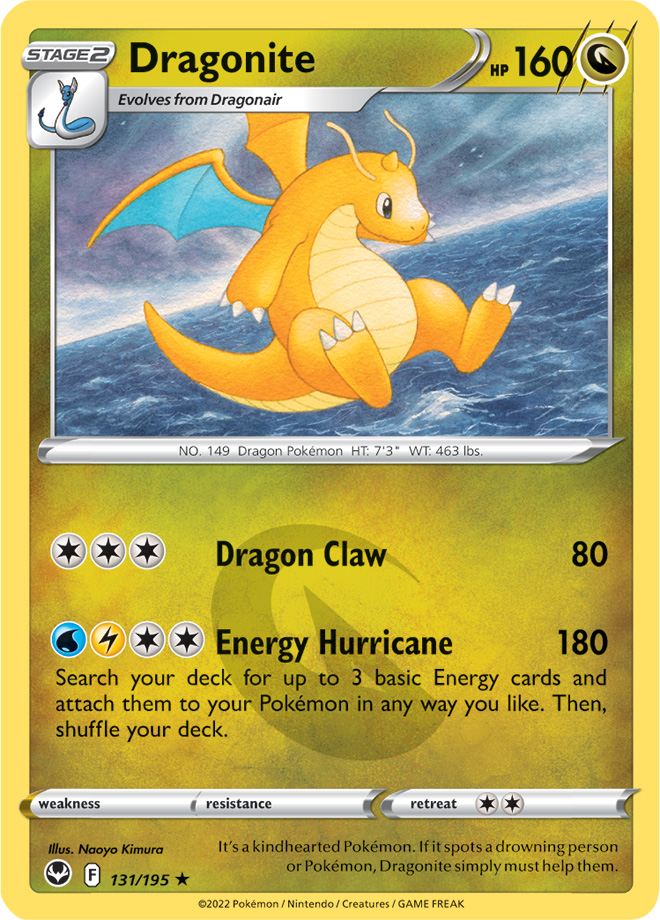 STAGE 2
Dragonite
HP 160
Evolves from Dragonair
NO. 149 Dragon Pokémon HT: 7'3" WT: 463 lbs.
Dragon Claw 80
Energy Hurricane 180
Search your deck for up to 3 basic Energy cards and
attach them to your Pokémon in any way you like. Then,
shuffle your deck.
weakness resistance retreat
Illus. Naoyo Kimura
It's a kindhearted Pokémon. If it spots a drowning person
or Pokémon, Dragonite simply must help them.
F 131/195 ★
©2022 Pokémon / Nintendo / Creatures / GAME FREAK